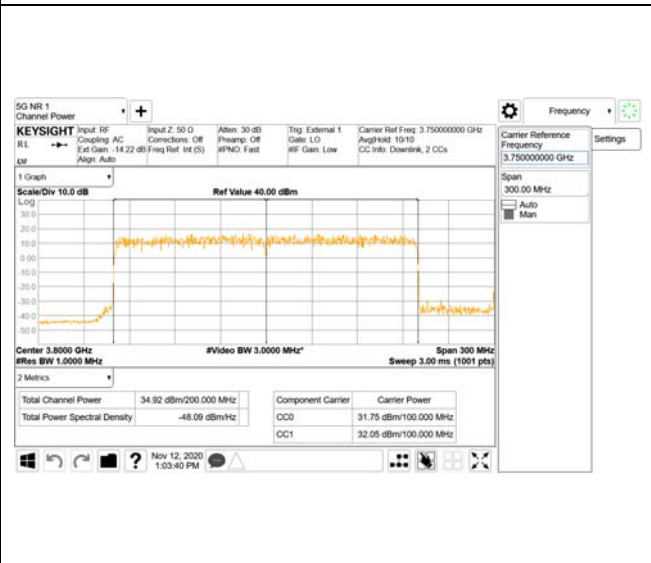 5G NR 1
Channel Power
+
Frequency
KEYSIGHT Input: RF Input Z: 50 Ω Atten: 30 dB Trig: External 1 Carrier Ref Freq: 3.750000000 GHz
RL Coupling: AC Corrections: Off Preamp: Off Gate: LO Avg|Hold: 10/10
Ext Gain: -14.22 dB Freq Ref: Int (S) #PNO: Fast #IF Gain: Low CC Info: Downlink, 2 CCs
Align: Auto
Carrier Reference
Frequency
3.750000000 GHz
Settings
Span
300.00 MHz
Auto
Man
1 Graph
Scale/Div 10.0 dB Ref Value 40.00 dBm
Log
30.0
20.0
10.0
0.00
-10.0
-20.0
-30.0
-40.0
-50.0
Center 3.8000 GHz #Video BW 3.0000 MHz* Span 300 MHz
#Res BW 1.0000 MHz Sweep 3.00 ms (1001 pts)
2 Metrics
Total Channel Power 34.92 dBm/200.000 MHz
Total Power Spectral Density -48.09 dBm/Hz
Component Carrier Carrier Power
CC0 31.75 dBm/100.000 MHz
CC1 32.05 dBm/100.000 MHz
? Nov 12, 2020
1:03:40 PM